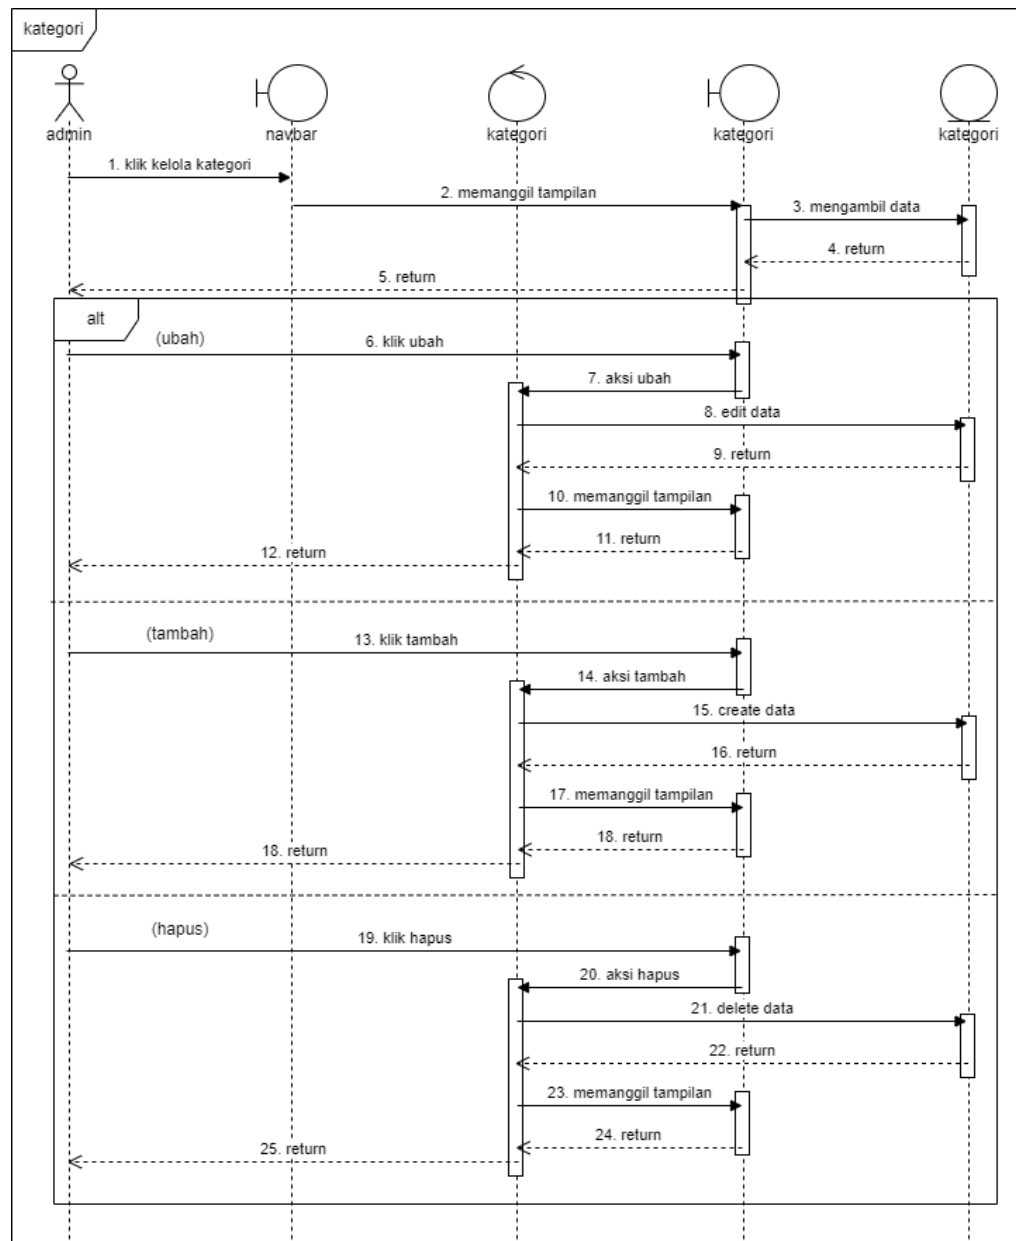 kategori
admin
navbar
kategori
kategori
kategori
1. klik kelola kategori
2. memanggil tampilan
3. mengambil data
4. return
5. return
alt
(ubah)
6. klik ubah
7. aksi ubah
8. edit data
9. return
10. memanggil tampilan
11. return
12. return
(tambah)
13. klik tambah
14. aksi tambah
15. create data
16. return
17. memanggil tampilan
18. return
18. return
(hapus)
19. klik hapus
20. aksi hapus
21. delete data
22. return
23. memanggil tampilan
24. return
25. return